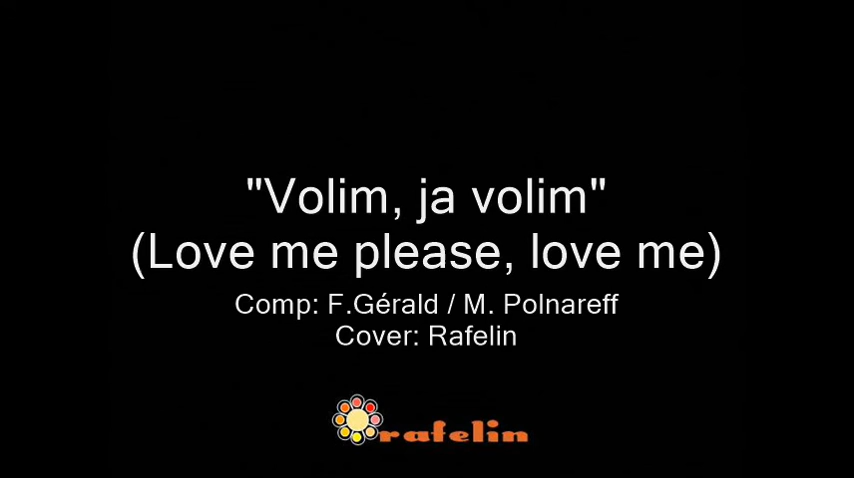 "Volim, ja volim"
(Love me please, love me)
Comp: F.Gérald / M. Polnareff
Cover: Rafelin
rafelin